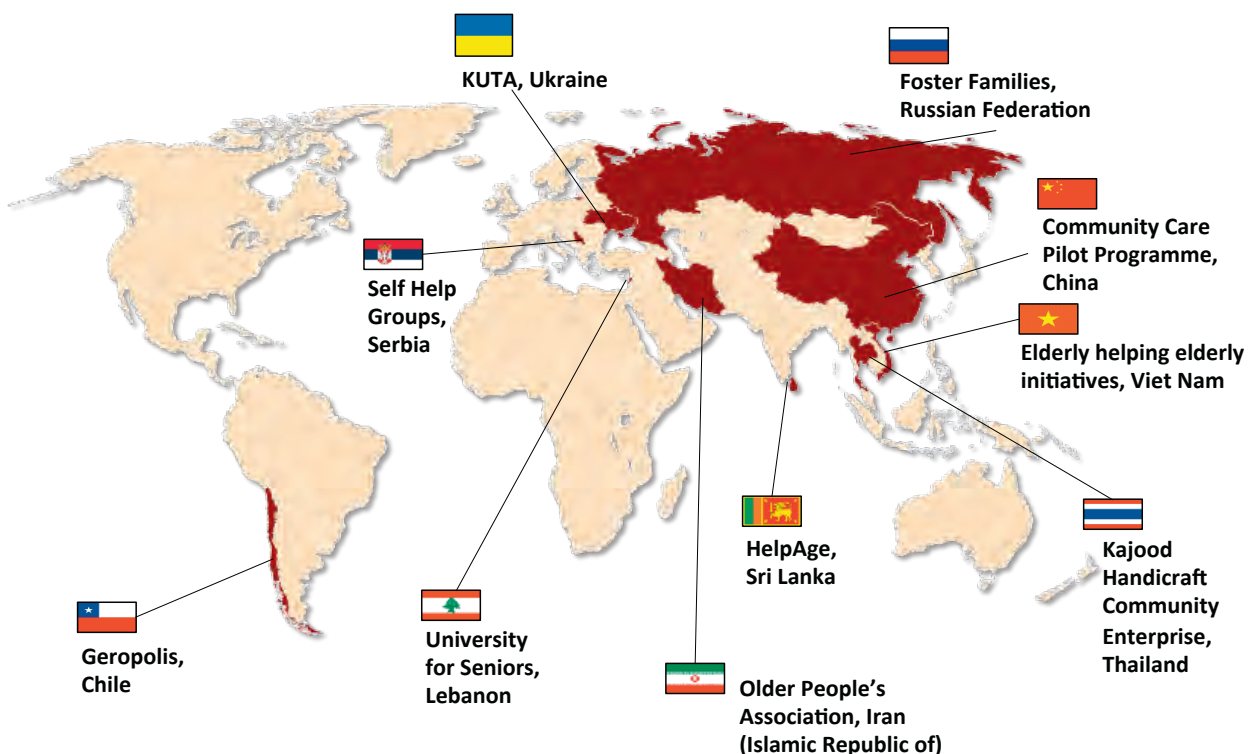 KUTA, Ukraine
Foster Families,
Russian Federation
Community Care
Pilot Programme,
China
Self Help
Groups,
Serbia
Elderly helping elderly
initiatives, Viet Nam
HelpAge,
Sri Lanka
Kajood
Handicraft
Community
Enterprise,
Thailand
Geropolis,
Chile
University
for Seniors,
Lebanon
Older People’s
Association, Iran
(Islamic Republic of)